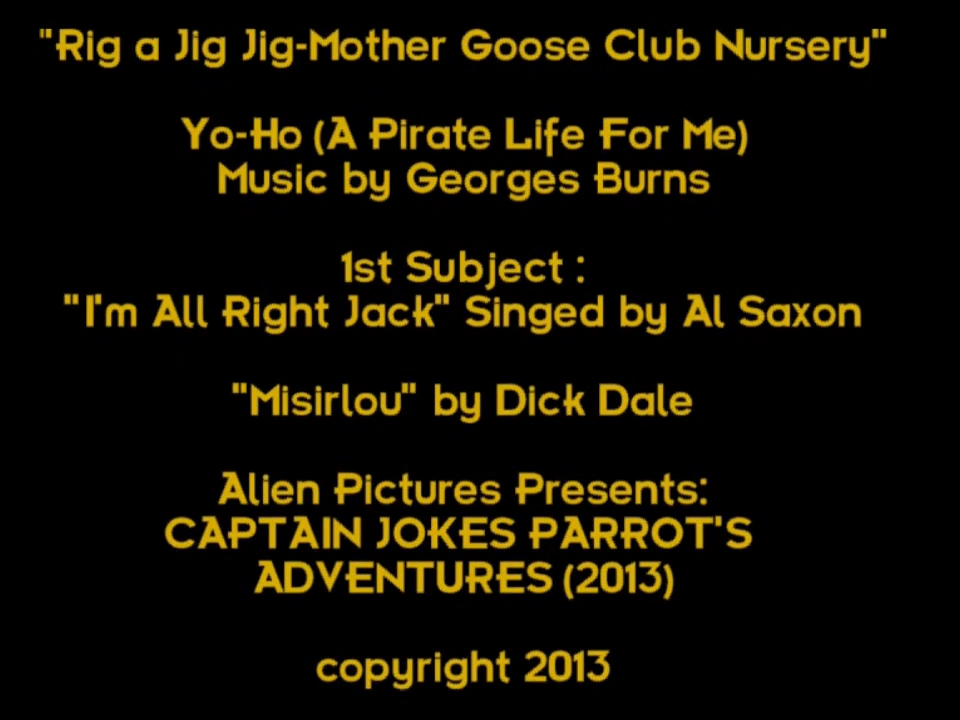 "Rig a Jig Jig-Mother Goose Club Nursery"
Yo-Ho (A Pirate Life For Me)
Music by Georges Burns
1st Subject :
"I'm All Right Jack" Singed by Al Saxon
"Misirlou" by Dick Dale
Alien Pictures Presents:
CAPTAIN JOKES PARROT'S
ADVENTURES (2013)
copyright 2013